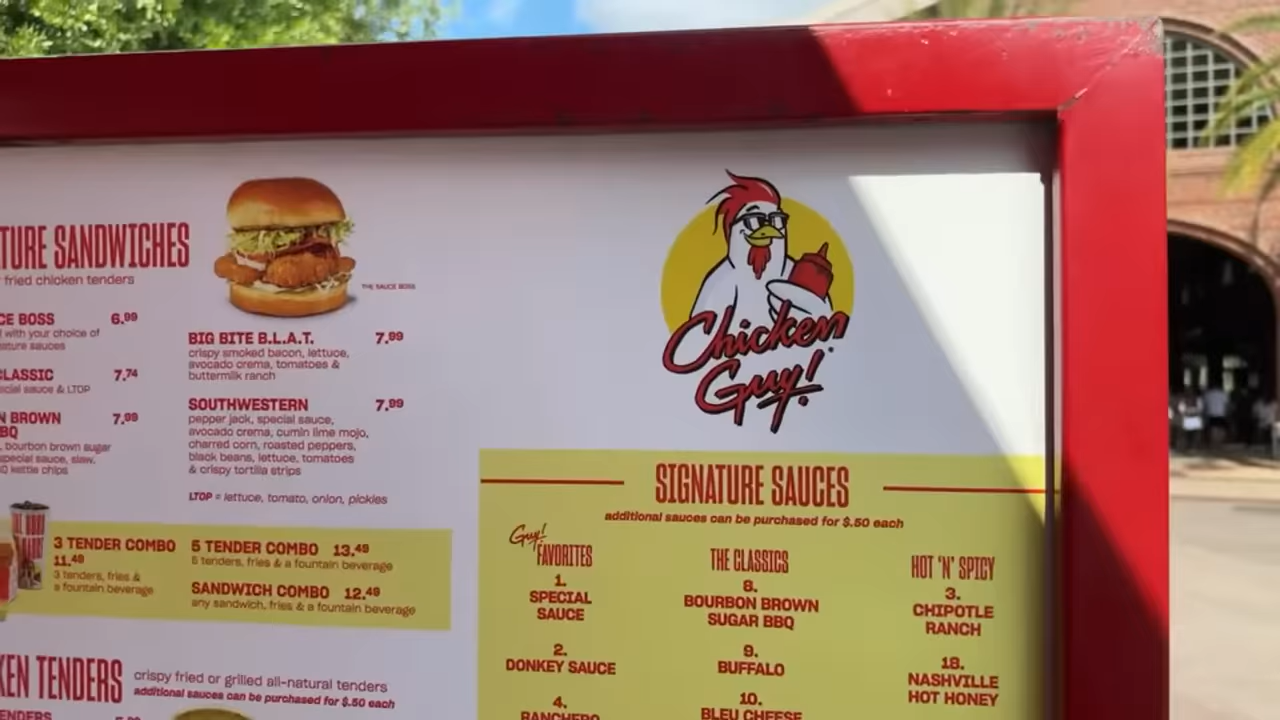 TURE SANDWICHES
fried chicken tenders
CE BOSS 6.99
with your choice of
ature sauces
CLASSIC 7.74
cial sauce & LTOP
N BROWN 7.99
BQ
bourbon brown sugar
special sauce, slaw,
kettle chips
THE SAUCE BOSS
BIG BITE B.L.A.T. 7.99
crispy smoked bacon, lettuce,
avocado crema, tomatoes &
buttermilk ranch
SOUTHWESTERN 7.99
pepper jack, special sauce,
avocado crema, cumin lime mojo,
charred corn, roasted peppers,
black beans, lettuce, tomatoes
& crispy tortilla strips
LTOP = lettuce, tomato, onion, pickles
3 TENDER COMBO
11.49
3 tenders, fries &
a fountain beverage
5 TENDER COMBO 13.49
5 tenders, fries & a fountain beverage
SANDWICH COMBO 12.49
any sandwich, fries & a fountain beverage
KEN TENDERS
crispy fried or grilled all-natural tenders
additional sauces can be purchased for $.50 each
TENDERS
Chicken
Guy!
SIGNATURE SAUCES
additional sauces can be purchased for $.50 each
Guy!
FAVORITES
1.
SPECIAL
SAUCE
2.
DONKEY SAUCE
4.
RANCHERO
THE CLASSICS
8.
BOURBON BROWN
SUGAR BBQ
9.
BUFFALO
10.
BLEU CHEESE
HOT 'N' SPICY
3.
CHIPOTLE
RANCH
18.
NASHVILLE
HOT HONEY